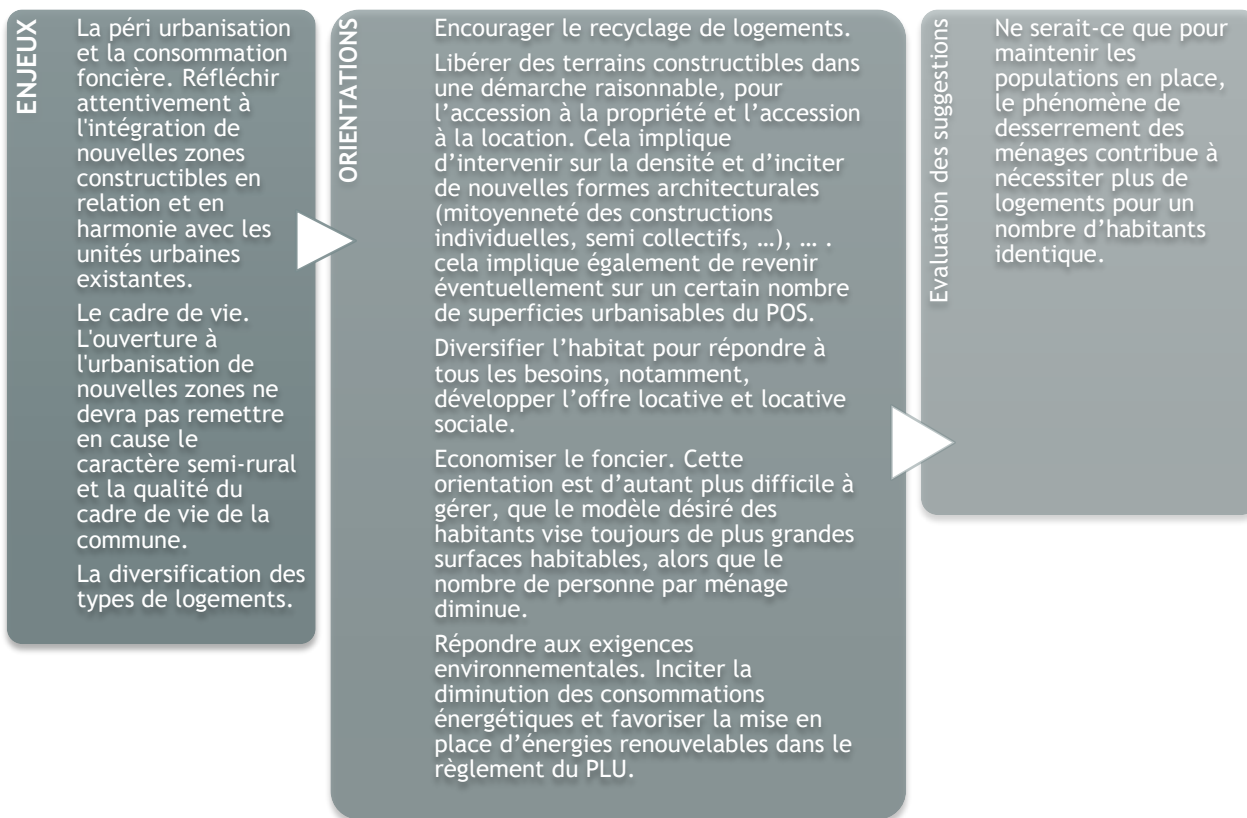 ENJEUX
La péri urbanisation
et la consommation
foncière. Réfléchir
attentivement à
l'intégration de
nouvelles zones
constructibles en
relation et en
harmonie avec les
unités urbaines
existantes.
Le cadre de vie.
L'ouverture à
l'urbanisation de
nouvelles zones ne
devra pas remettre
en cause le
caractère semi-rural
et la qualité du
cadre de vie de la
commune.
La diversification des
types de logements.
ORIENTATIONS
Encourager le recyclage de logements.
Libérer des terrains constructibles dans
une démarche raisonnable, pour
l’accession à la propriété et l’accession
à la location. Cela implique
d’intervenir sur la densité et d’inciter
de nouvelles formes architecturales
(mitoyenneté des constructions
individuelles, semi collectifs, …), … .
cela implique également de revenir
éventuellement sur un certain nombre
de superficies urbanisables du POS.
Diversifier l’habitat pour répondre à
tous les besoins, notamment,
développer l’offre locative et locative
sociale.
Economiser le foncier. Cette
orientation est d’autant plus difficile à
gérer, que le modèle désiré des
habitants vise toujours de plus grandes
surfaces habitables, alors que le
nombre de personne par ménage
diminue.
Répondre aux exigences
environnementales. Inciter la
diminution des consommations
énergétiques et favoriser la mise en
place d’énergies renouvelables dans le
règlement du PLU.
Evaluation des suggestions
Ne serait-ce que pour
maintenir les
populations en place,
le phénomène de
desserrement des
ménages contribue à
nécessiter plus de
logements pour un
nombre d’habitants
identique.